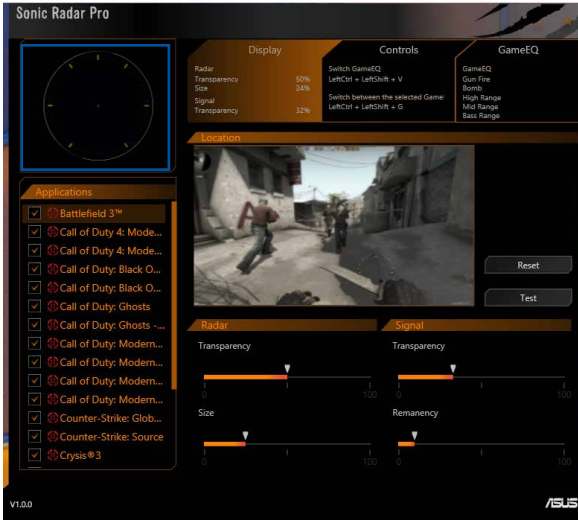 Sonic Radar Pro
Display
Radar
Transparency 50%
Size 24%
Signal
Transparency 32%
Controls
Switch GameEQ
LeftCtrl + LeftShift + V
Switch between the selected Game
LeftCtrl + LeftShift + G
GameEQ
GameEQ
Gun Fire
Bomb
High Range
Mid Range
Bass Range
Location
A
Reset
Test
Applications
Battlefield 3™
Call of Duty 4: Mode...
Call of Duty 4: Mode...
Call of Duty: Black O...
Call of Duty: Black O...
Call of Duty: Ghosts
Call of Duty: Ghosts -...
Call of Duty: Modern...
Call of Duty: Modern...
Call of Duty: Modern...
Call of Duty: Modern...
Counter-Strike: Glob...
Counter-Strike: Source
Crysis®3
Radar
Transparency
0 100
Size
0 100
Signal
Transparency
0 100
Remanency
0 100
V1.0.0
ASUS